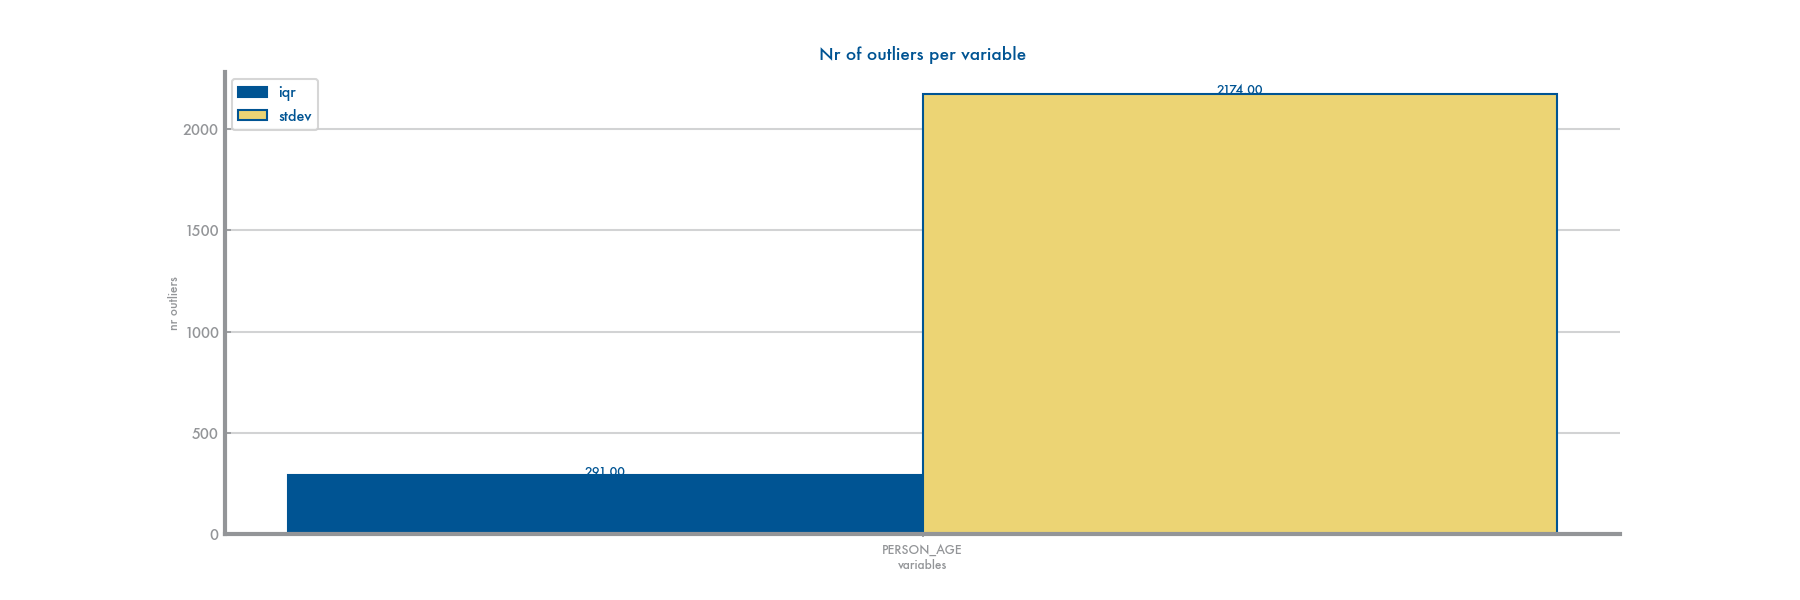 Nr of outliers per variable
iqr
stdev
2174.00
2000
1500
1000
500
0
nr outliers
291.00
PERSON_AGE
variables